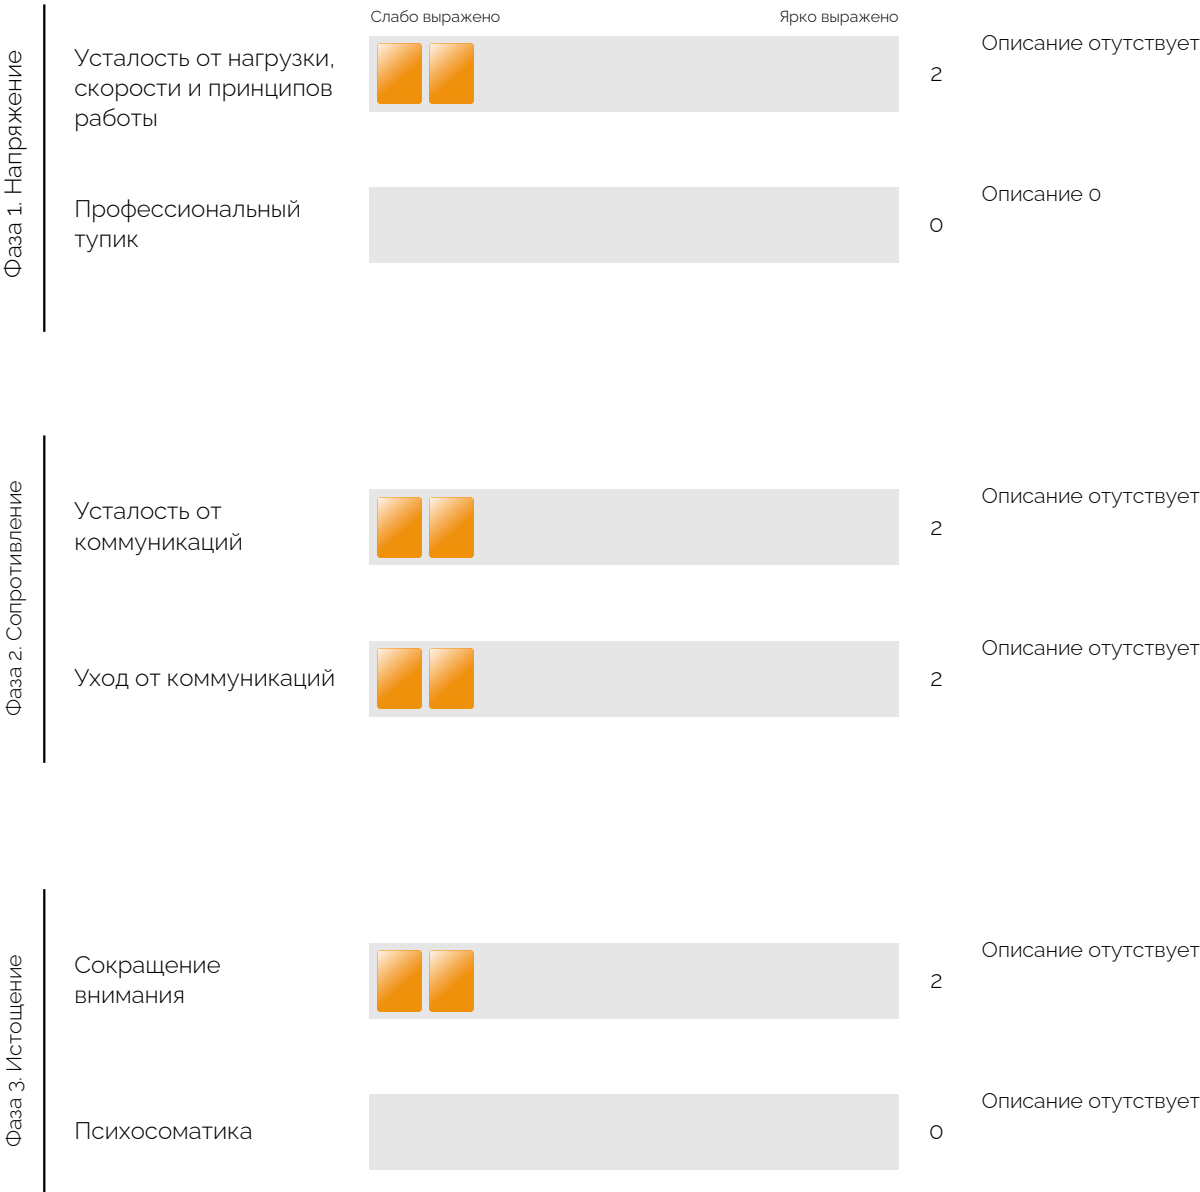 Слабо выражено
Ярко выражено
Фаза 1. Напряжение
Усталость от нагрузки,
скорости и принципов
работы
2
Описание отутствует
Профессиональный
тупик
0
Описание 0
Фаза 2. Сопротивление
Усталость от
коммуникаций
2
Описание отутствует
Уход от коммуникаций
2
Описание отутствует
Фаза 3. Истощение
Сокращение
внимания
2
Описание отутствует
Психосоматика
0
Описание отутствует